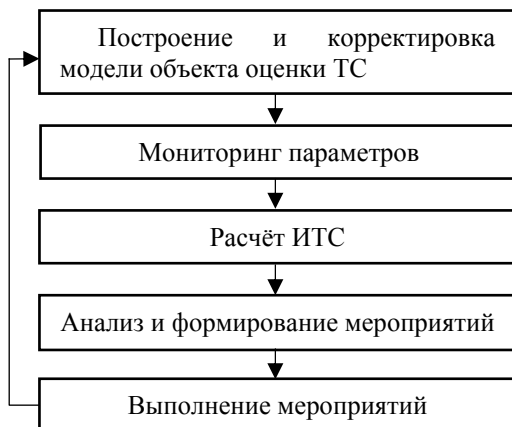 Построение и корректировка
модели объекта оценки ТС
Мониторинг параметров
Расчёт ИТС
Анализ и формирование мероприятий
Выполнение мероприятий